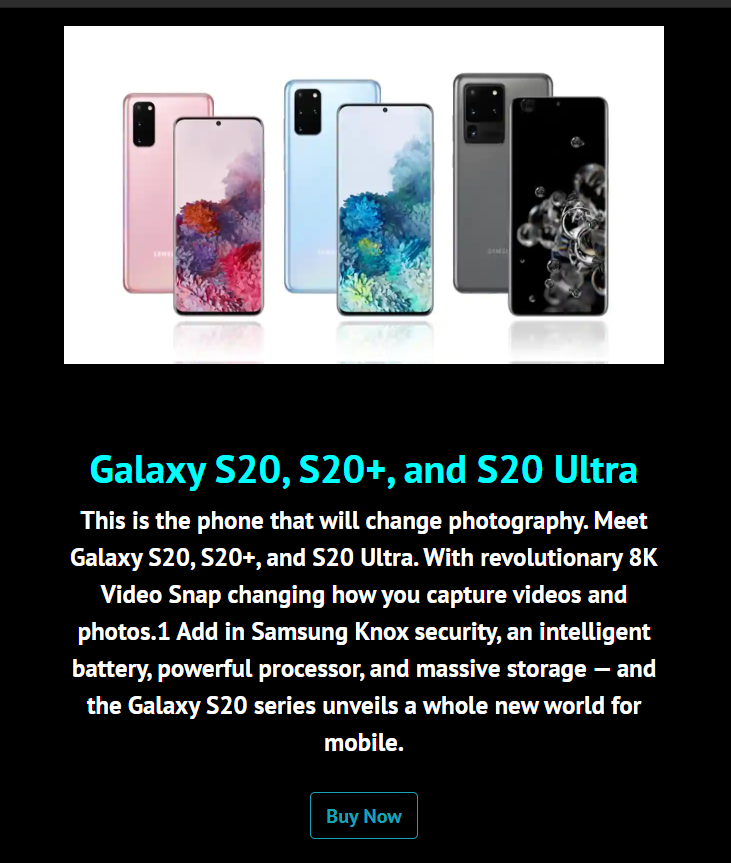 Galaxy S20, S20+, and S20 Ultra
This is the phone that will change photography. Meet
Galaxy S20, S20+, and S20 Ultra. With revolutionary 8K
Video Snap changing how you capture videos and
photos.1 Add in Samsung Knox security, an intelligent
battery, powerful processor, and massive storage — and
the Galaxy S20 series unveils a whole new world for
mobile.
Buy Now